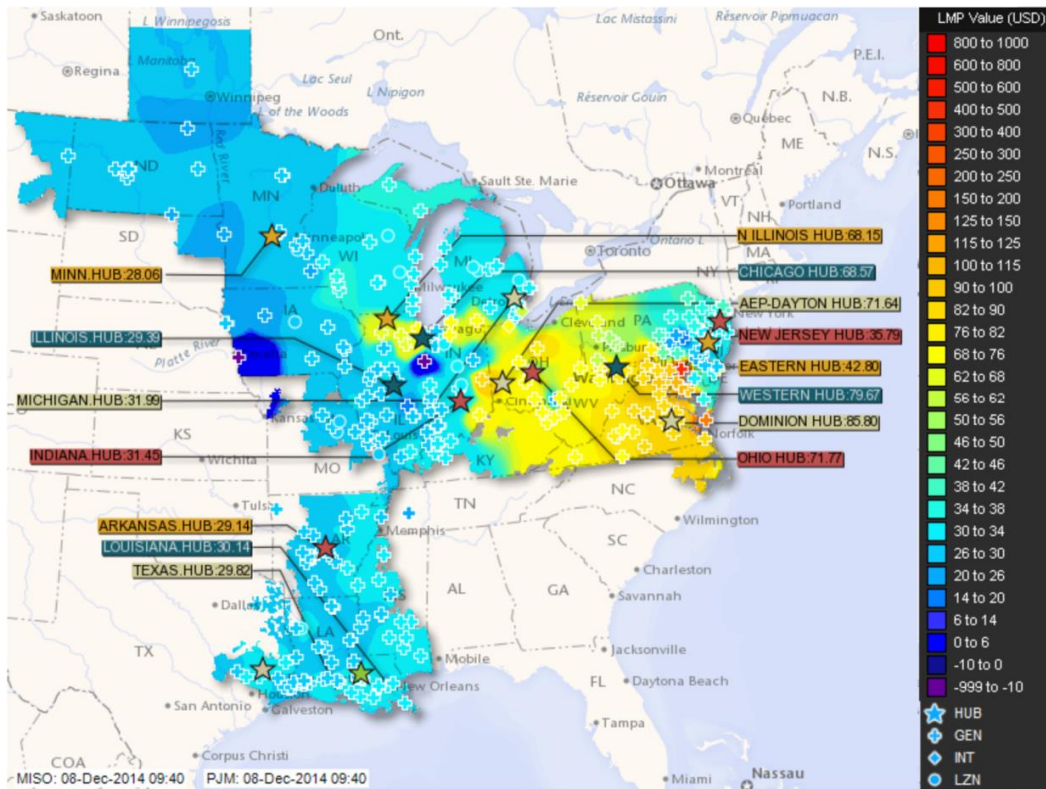 Saskatoon
L Winnipegosis
Ont.
Lac Mistassini
Réservoir Pipmuacan
LMP Value (USD)
800 to 1000
600 to 800
500 to 600
400 to 500
300 to 400
250 to 300
200 to 250
150 to 200
125 to 150
115 to 125
100 to 115
90 to 100
82 to 90
76 to 82
68 to 76
62 to 68
56 to 62
50 to 56
46 to 50
42 to 46
38 to 42
34 to 38
30 to 34
26 to 30
20 to 26
14 to 20
6 to 14
0 to 6
-10 to 0
-999 to -10
HUB
GEN
INT
LZN
Regina
L Manitoba
Winnipeg
Lac Seul
L of the Woods
L Nipigon
Réservoir Gouin
P.E.I.
N.B.
Québec
N.S.
ME
Montréal
Ottawa
VT
Portland
NH
MA
Toronto
Ontario L
NY
ND
Red River
MN
Duluth
Sault Ste. Marie
SD
Minneapol
WI
MI
Milwaukee
N ILLINOIS HUB:68.15
CHICAGO HUB:68.57
AEP-DAYTON HUB:71.64
NEW JERSEY HUB:35.79
EASTERN HUB:42.80
WESTERN HUB:79.67
DOMINION HUB:85.80
OHIO HUB:71.77
MINN.HUB:28.06
ILLINOIS.HUB:29.39
MICHIGAN.HUB:31.99
INDIANA.HUB:31.45
ARKANSAS.HUB:29.14
LOUISIANA.HUB:30.14
TEXAS.HUB:29.82
IA
Platte River
Cleveland
PA
New York
IN
WV
Norfolk
KS
Wichita
MO
KY
TN
NC
Memphis
Wilmington
SC
Charleston
AL
GA
Savannah
Dallas
TX
LA
Mobile
New Orleans
Jacksonville
FL
Daytona Beach
San Antonio
Galveston
Tampa
Corpus Christi
COA
Miami
Nassau
MISO: 08-Dec-2014 09:40
PJM: 08-Dec-2014 09:40